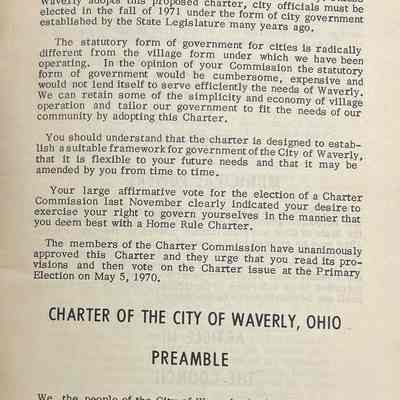 Waverly adopts this proposed charter, city officials must be
elected in the fall of 1971 under the form of city government
established by the State Legislature many years ago.
The statutory form of government for cities is radically
different from the village form under which we have been
operating. In the opinion of your Commission the statutory
form of government would be cumbersome, expensive and
would not lend itself to serve efficiently the needs of Waverly.
We can retain some of the simplicity and economy of village
operation and tailor our government to fit the needs of our
community by adopting this Charter.
You should understand that the charter is designed to estab-
lish a suitable framework for government of the City of Waverly,
that it is flexible to your future needs and that it may be
amended by you from time to time.
Your large affirmative vote for the election of a Charter
Commission last November clearly indicated your desire to
exercise your right to govern yourselves in the manner that
you deem best with a Home Rule Charter.
The members of the Charter Commission have unanimously
approved this Charter and they urge that you read its pro-
visions and then vote on the Charter issue at the Primary
Election on May 5, 1970.
CHARTER OF THE CITY OF WAVERLY, OHIO
PREAMBLE
We, the people of the City of